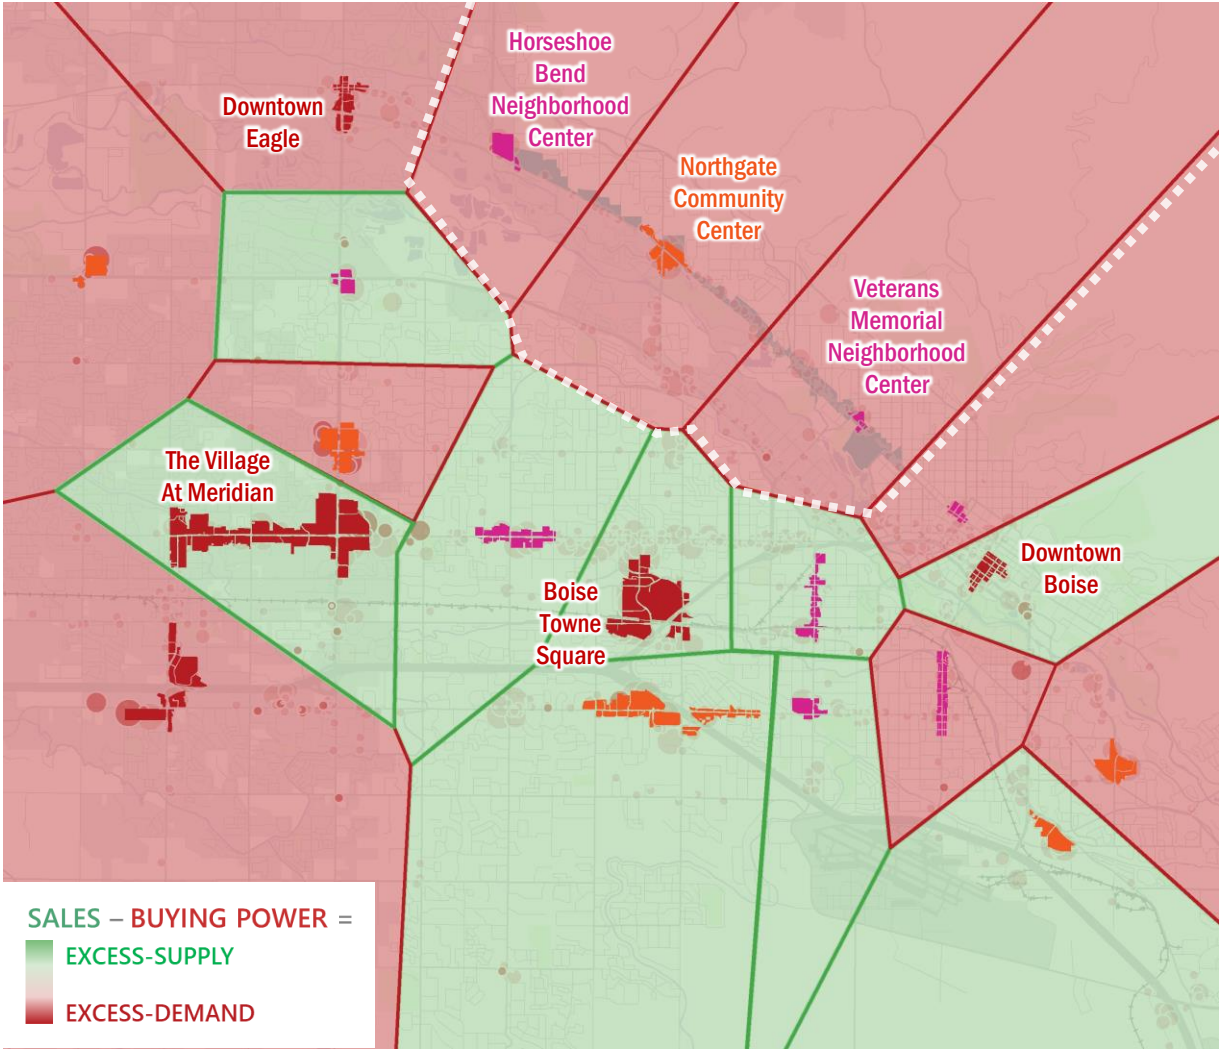 Horseshoe
Bend
Neighborhood
Center
Downtown
Eagle
Northgate
Community
Center
Veterans
Memorial
Neighborhood
Center
The Village
At Meridian
Downtown
Boise
Boise
Towne
Square
SALES – BUYING POWER =
EXCESS-SUPPLY
EXCESS-DEMAND